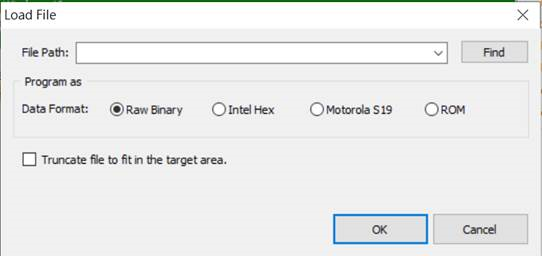 Load File
File Path:
Find
Program as
Data Format: Raw Binary Intel Hex Motorola S19 ROM
Truncate file to fit in the target area.
OK Cancel